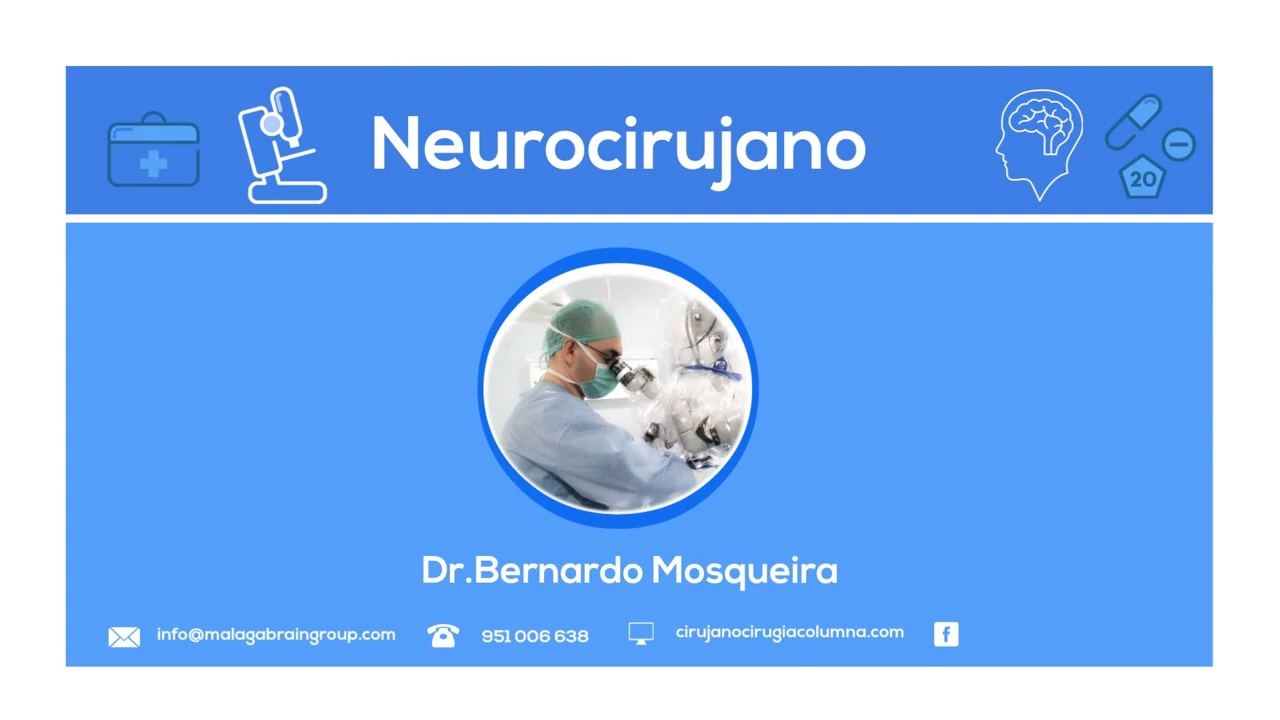 Neurocirujano
20
Dr.Bernardo Mosqueira
info@malagabraingroup.com
951 006 638
cirujanocirugiacolumna.com